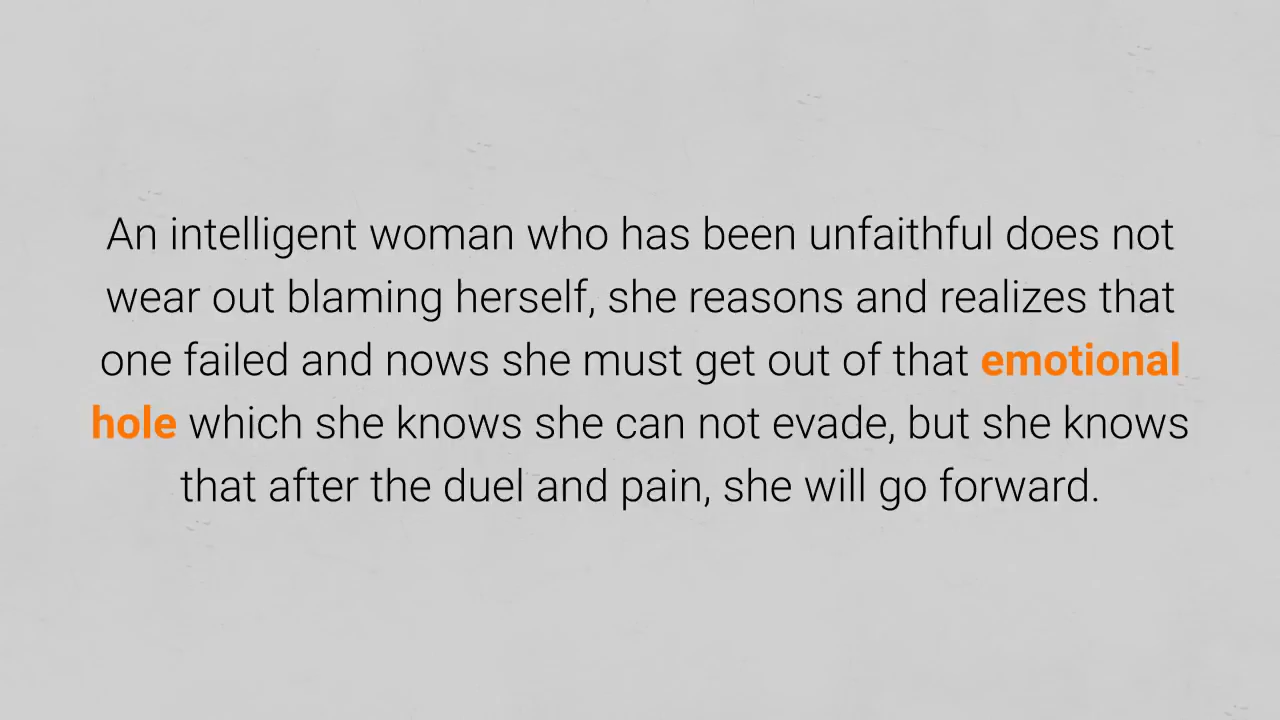 An intelligent woman who has been unfaithful does not
wear out blaming herself, she reasons and realizes that
one failed and nows she must get out of that emotional
hole which she knows she can not evade, but she knows
that after the duel and pain, she will go forward.